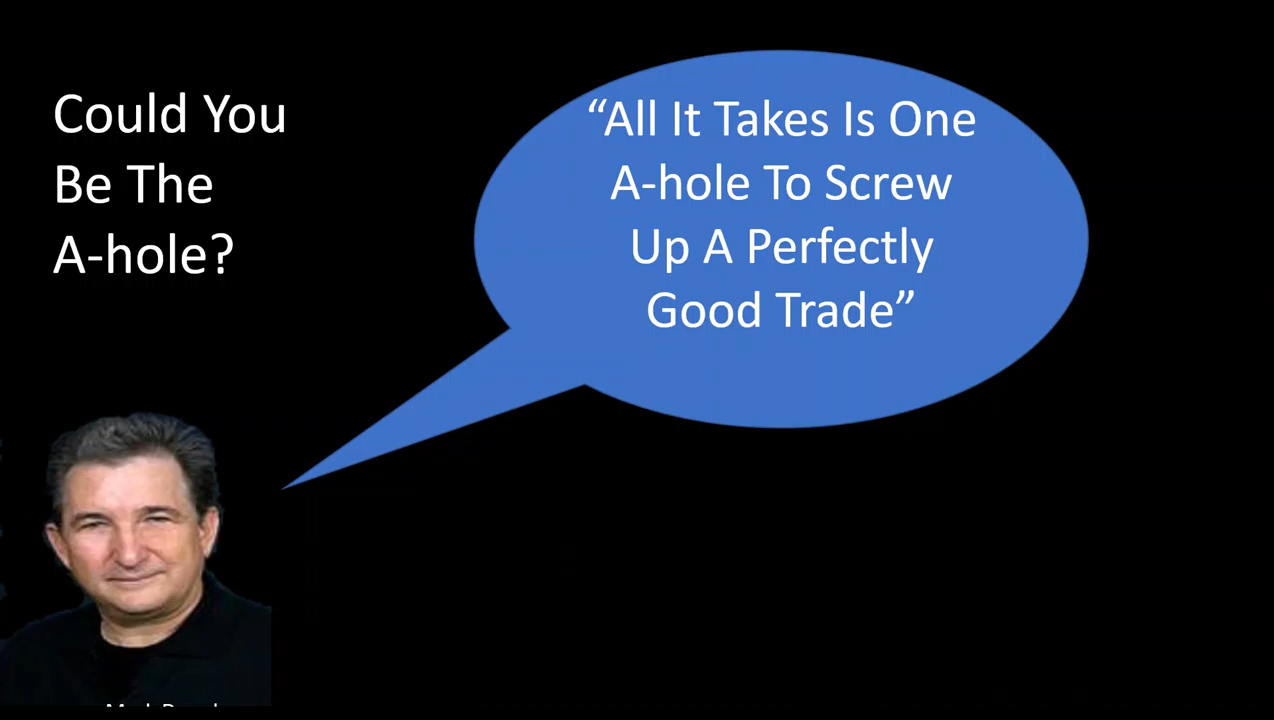 Could You
Be The
A-hole?
“All It Takes Is One
A-hole To Screw
Up A Perfectly
Good Trade”